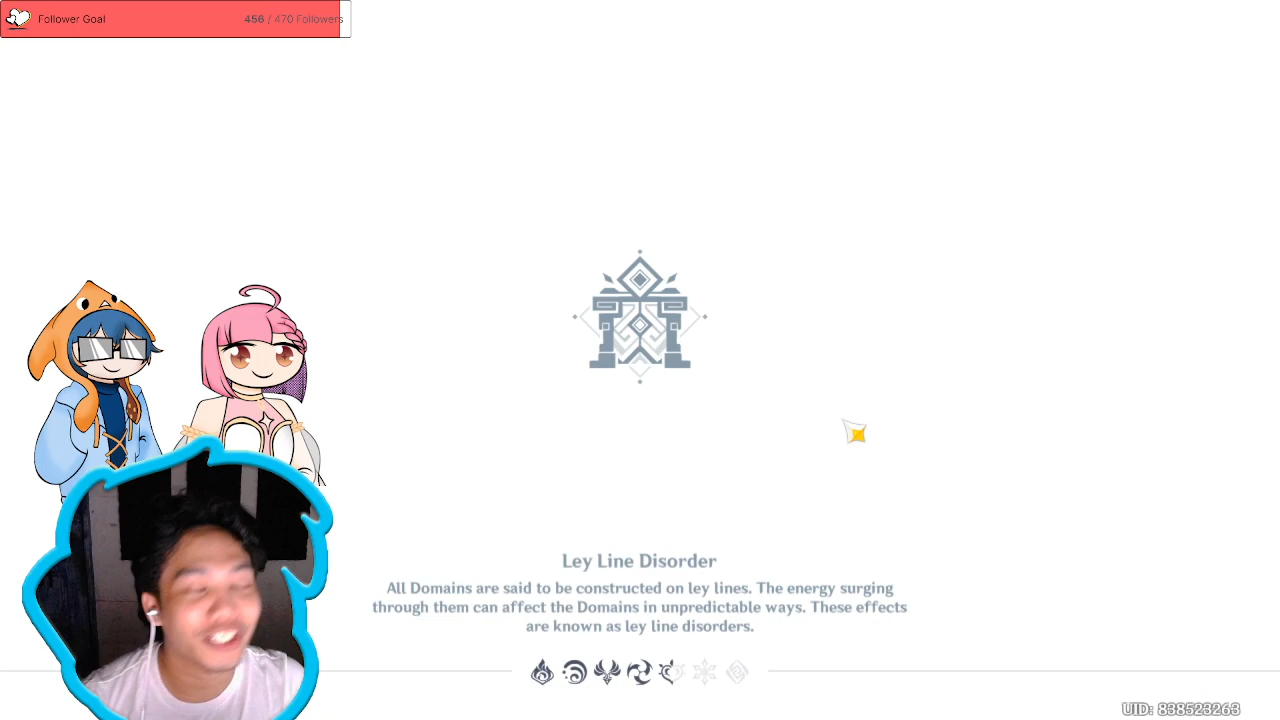 Follower Goal 456 / 470 Followers
Ley Line Disorder
All Domains are said to be constructed on ley lines. The energy surging
through them can affect the Domains in unpredictable ways. These effects
are known as ley line disorders.
UID: 838523263